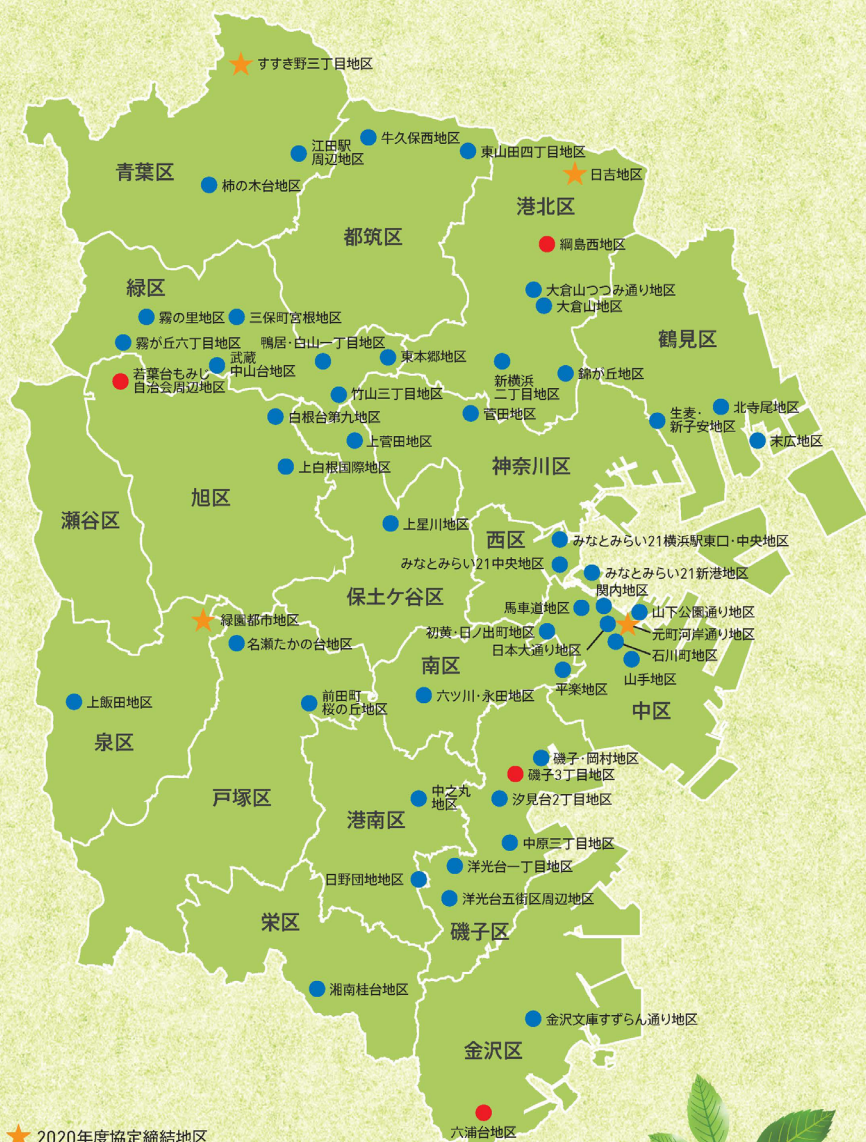 すすき野三丁目地区
江田駅
周辺地区
牛久保西地区
東山田四丁目地区
青葉区
柿の木台地区
日吉地区
港北区
都筑区
綱島西地区
緑区
大倉山つつみ通り地区
大倉山地区
霧の里地区
三保町宮根地区
鶴見区
霧が丘六丁目地区
鴨居・白山一丁目地区
武蔵
中山台地区
東本郷地区
新横浜
二丁目地区
錦が丘地区
若葉台もみじ
自治会周辺地区
竹山三丁目地区
白根台第九地区
菅田地区
生麦・
新子安地区
北寺尾地区
末広地区
上菅田地区
上白根国際地区
神奈川区
旭区
瀬谷区
上星川地区
西区
みなとみらい21横浜駅東口・中央地区
みなとみらい21中央地区
みなとみらい21新港地区
関内地区
保土ケ谷区
馬車道地区
山下公園通り地区
緑園都市地区
初黄・日ノ出町地区
元町河岸通り地区
名瀬たかの台地区
日本大通り地区
石川町地区
南区
山手地区
平楽地区
六ツ川・永田地区
前田町
桜の丘地区
上飯田地区
中区
泉区
磯子・岡村地区
磯子3丁目地区
戸塚区
中之丸
地区
汐見台2丁目地区
港南区
中原三丁目地区
洋光台一丁目地区
日野団地地区
洋光台五街区周辺地区
栄区
磯子区
湘南桂台地区
金沢文庫すずらん通り地区
金沢区
六浦台地区
2020年度協定締結地区